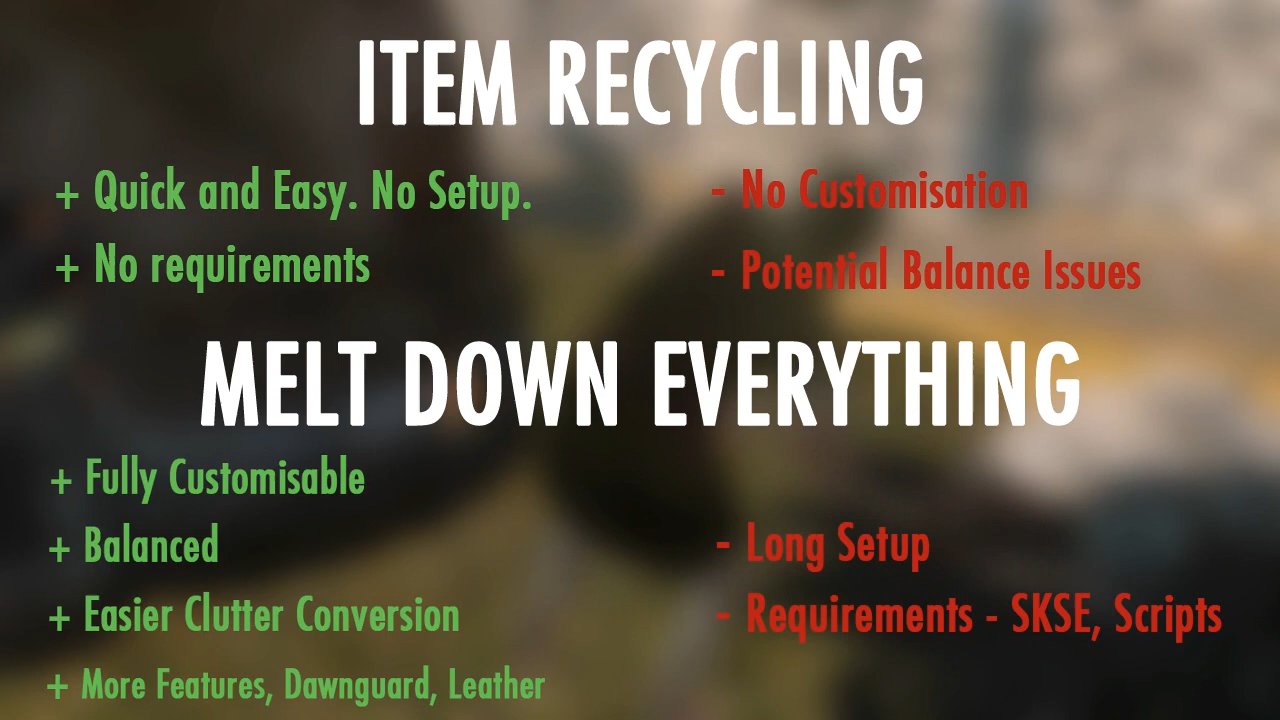 ITEM RECYCLING
+ Quick and Easy. No Setup.
- No Customisation
+ No requirements
- Potential Balance Issues
MELT DOWN EVERYTHING
+ Fully Customisable
+ Balanced
- Long Setup
+ Easier Clutter Conversion
- Requirements - SKSE, Scripts
+ More Features, Dawnguard, Leather